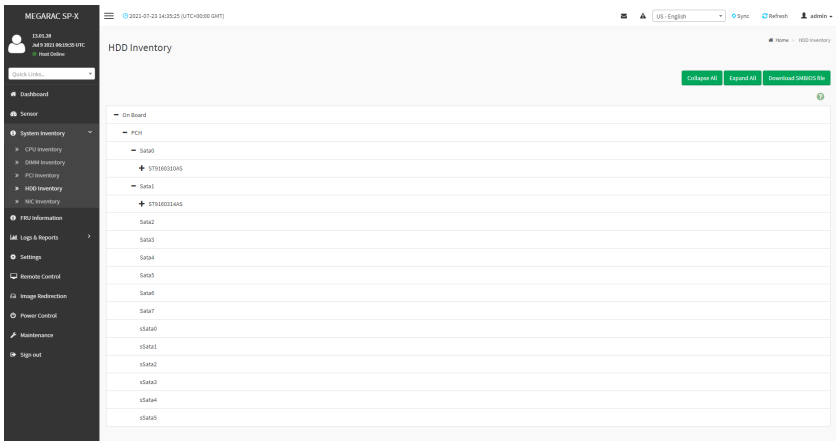 MEGARAC SP-X
2021-07-23 14:35:25 (UTC+00:00 GMT)
US - English
Sync
Refresh
admin
13.01.28
Jul 9 2021 06:19:35 UTC
Host Online
Quick Links...
Dashboard
Sensor
System Inventory
CPU Inventory
DIMM Inventory
PCI Inventory
HDD Inventory
NIC Inventory
FRU Information
Logs & Reports
Settings
Remote Control
Image Redirection
Power Control
Maintenance
Sign out
HDD Inventory
Home > HDD Inventory
Collapse All
Expand All
Download SMBIOS file
On Board
PCH
Sata0
ST9160310AS
Sata1
ST9160314AS
Sata2
Sata3
Sata4
Sata5
Sata6
Sata7
sSata0
sSata1
sSata2
sSata3
sSata4
sSata5